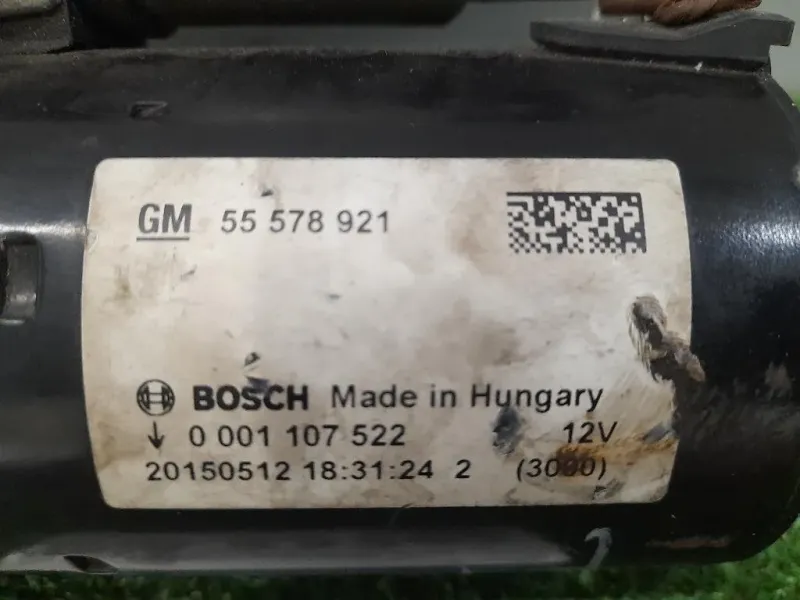 GM 55 578 921
BOSCH Made in Hungary
↓ 0 001 107 522 12V
20150512 18:31:24 2 (3000)